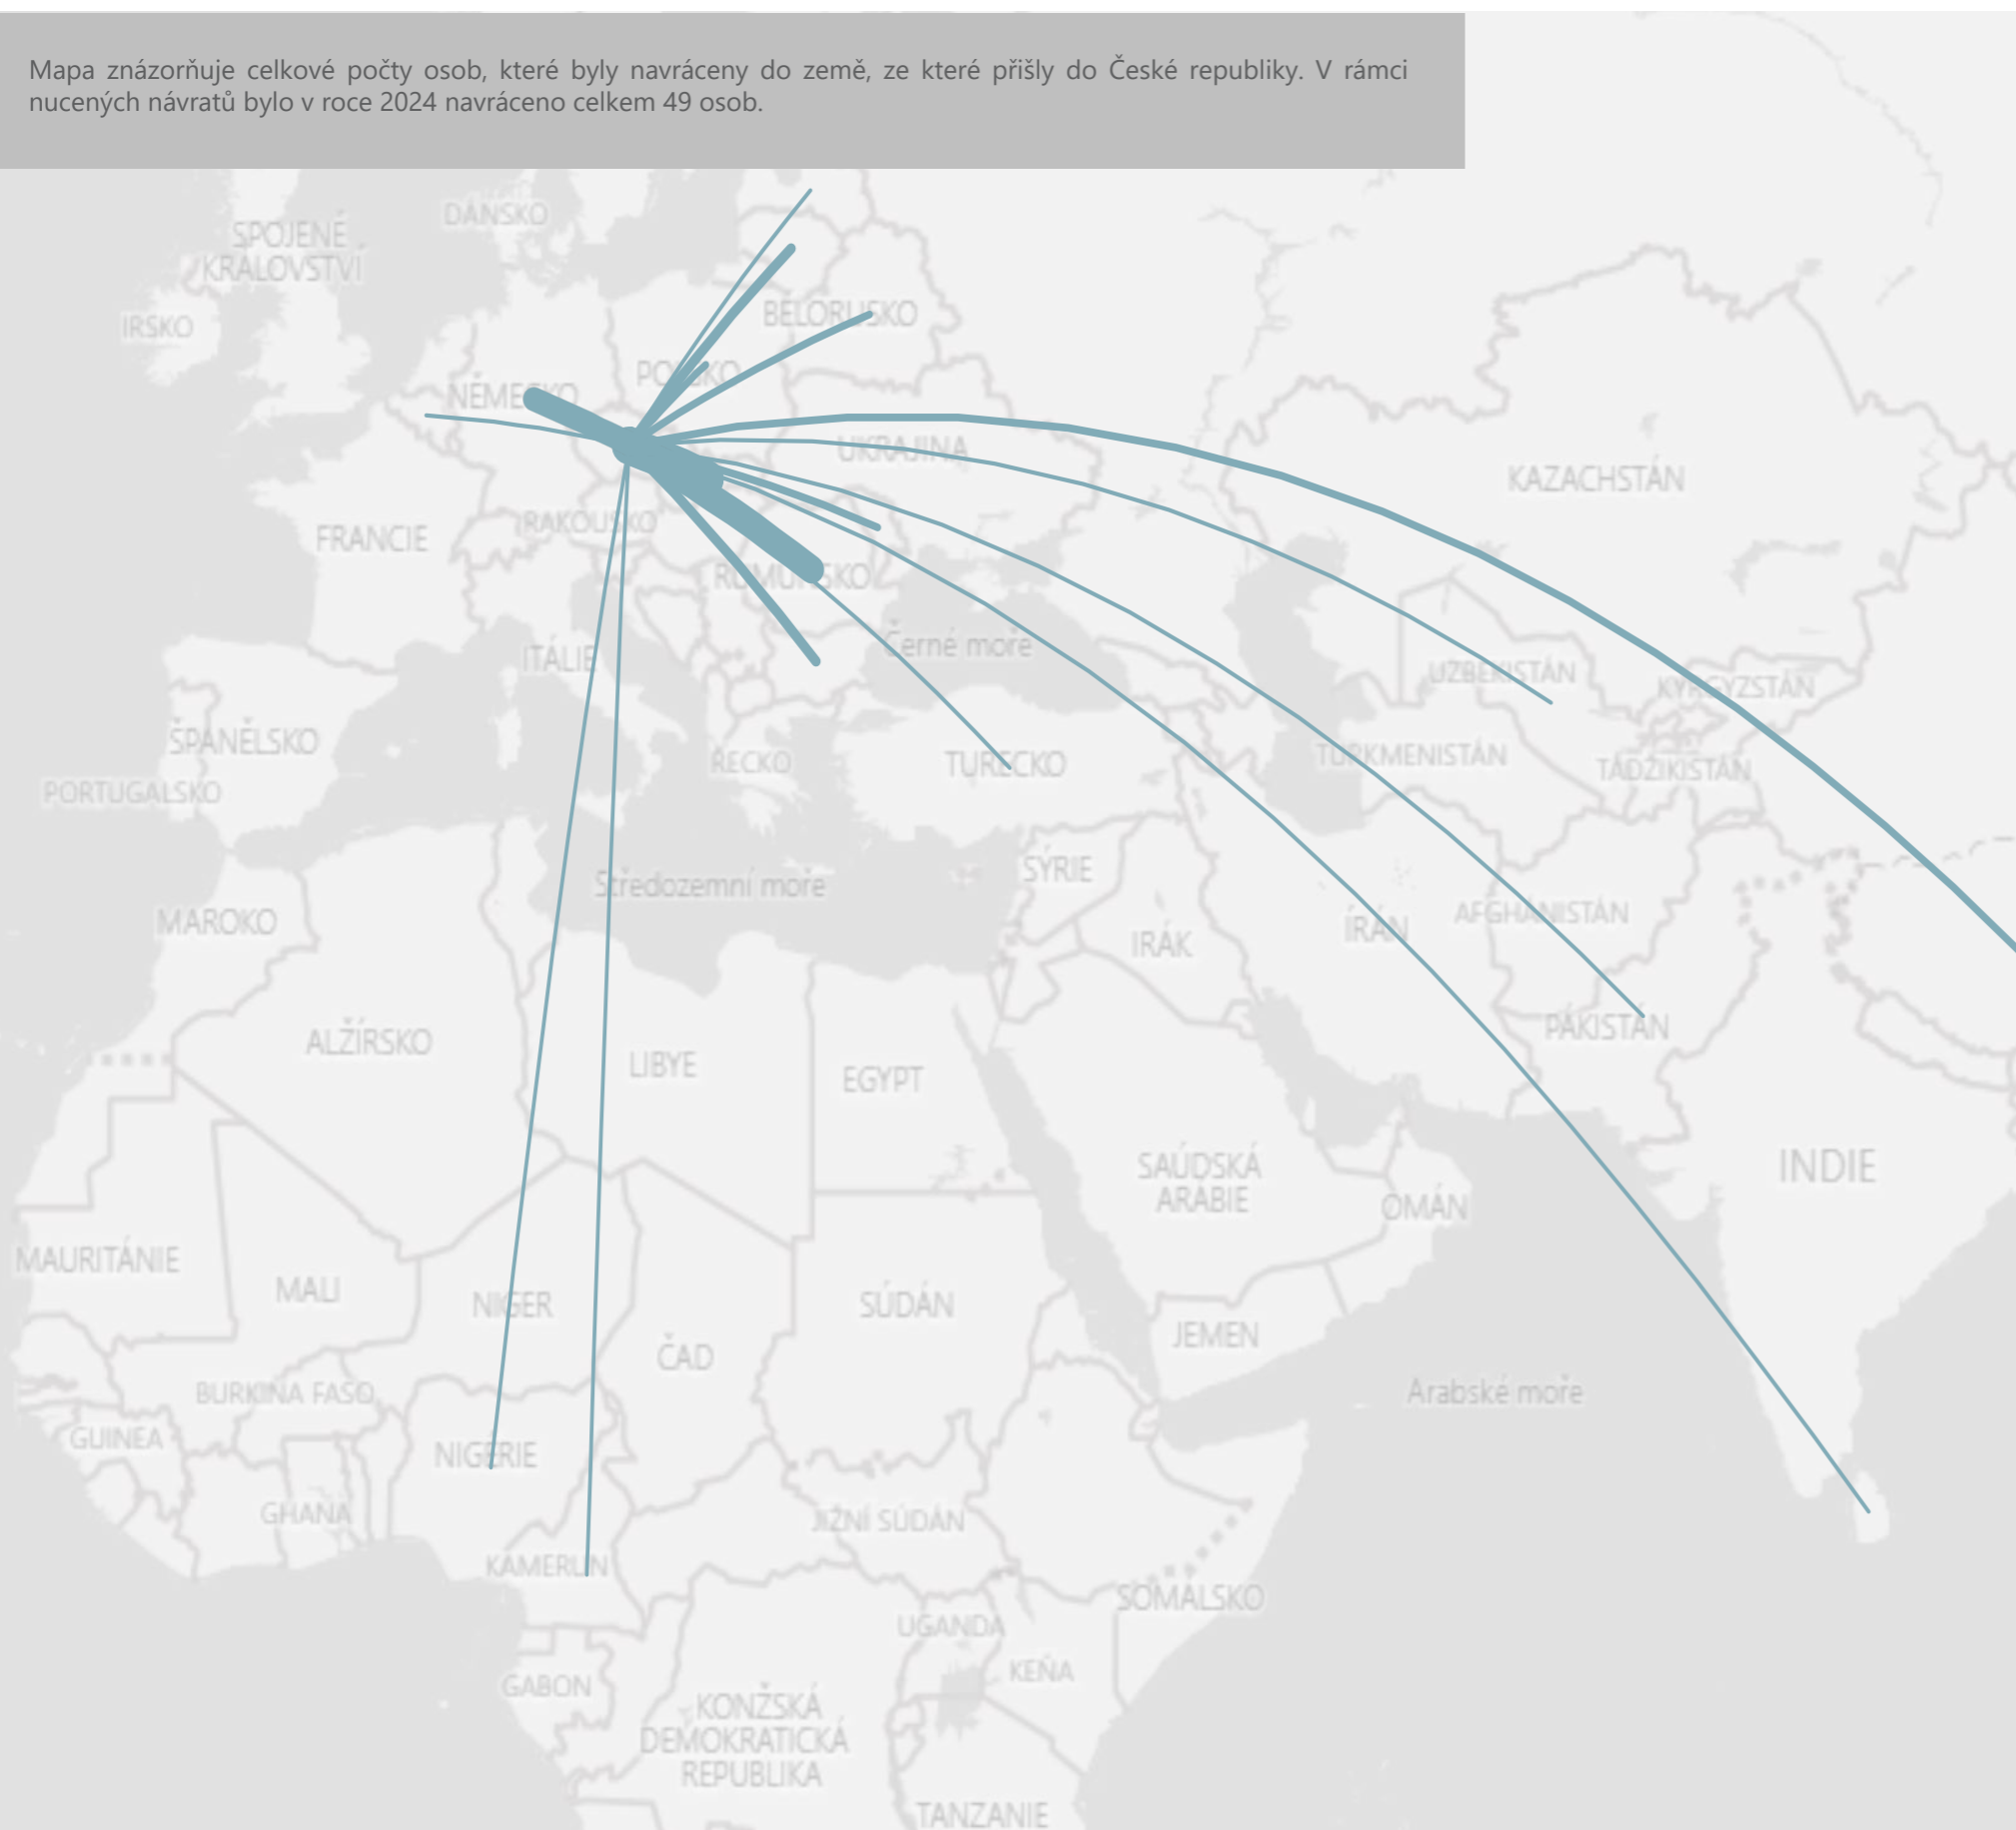 Mapa znázorňuje celkové počty osob, které byly navráceny do země, ze které přišly do České republiky. V rámci
nucených návratů bylo v roce 2024 navráceno celkem 49 osob.
DÁNSKO
SPOJENÉ
KRÁLOVSTVÍ
IRSKO
BĚLORUSKO
POLSKO
NĚMECKO
UKRAJINA
KAZACHSTÁN
RAKOUSKO
FRANCIE
RUMUNSKO
Černé moře
ITÁLIE
UZBEKISTÁN
KYRGYZSTÁN
ŠPANĚLSKO
ŘECKO
TURECKO
TURKMENISTÁN
TÁDŽIKISTÁN
PORTUGALSKO
SÝRIE
Středozemní moře
MAROKO
IRÁK
ÍRÁN
AFGHÁNISTÁN
ALŽÍRSKO
LIBYE
EGYPT
PÁKISTÁN
SAÚDSKÁ
ARÁBIE
INDIE
OMÁN
MAURITÁNIE
MALI
NIGER
SÚDÁN
ČAD
JEMEN
BURKINA FASO
Arabské moře
GUINEA
NIGÉRIE
GHANA
JIŽNÍ SÚDÁN
KAMERUN
SOMÁLSKO
UGANDA
KEŇA
GABON
KONŽSKÁ
DEMOKRATICKÁ
REPUBLIKA
TANZANIE